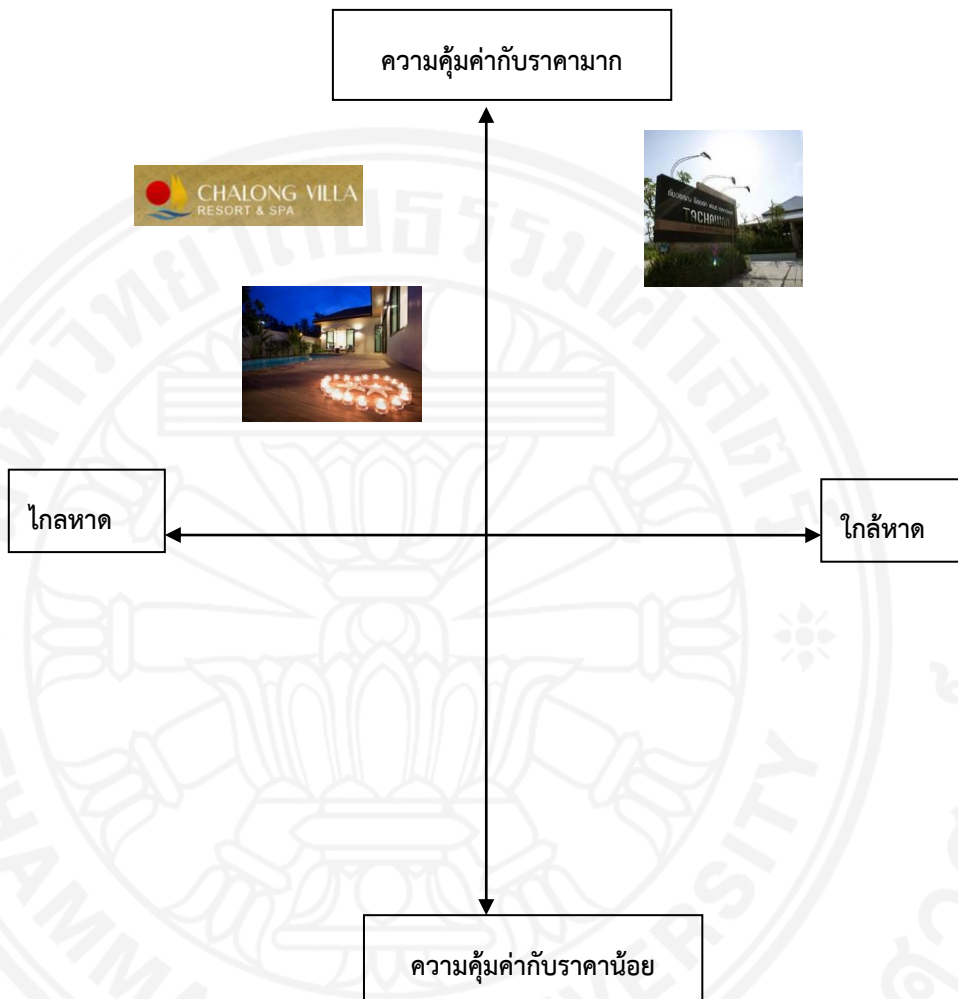 ความคุ้มค่ากับราคามาก
CHALONG VILLA
RESORT & SPA
TACHAWAN
ไกลหาด
ใกล้หาด
ความคุ้มค่ากับราคาน้อย